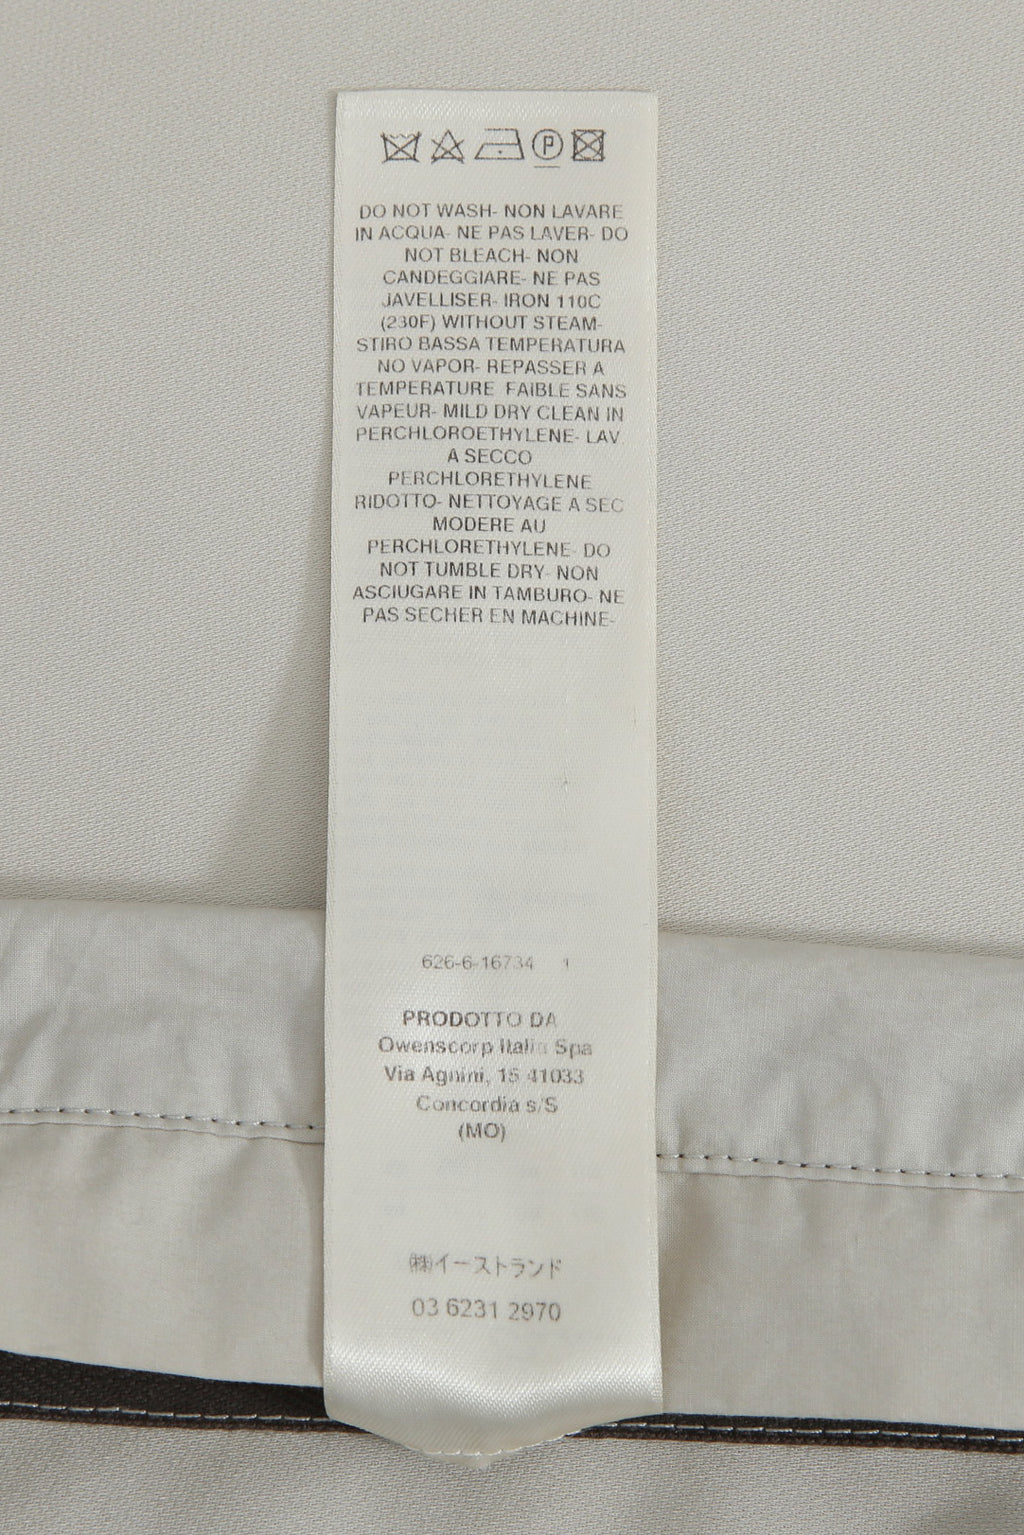 P
DO NOT WASH- NON LAVARE
IN ACQUA- NE PAS LAVER- DO
NOT BLEACH- NON
CANDEGGIARE- NE PAS
JAVELLISER- IRON 110C
(230F) WITHOUT STEAM-
STIRO BASSA TEMPERATURA
NO VAPOR- REPASSER A
TEMPERATURE FAIBLE SANS
VAPEUR- MILD DRY CLEAN IN
PERCHLOROETHYLENE- LAV
A SECCO
PERCHLORETHYLENE
RIDOTTO- NETTOYAGE A SEC
MODERE AU
PERCHLORETHYLENE- DO
NOT TUMBLE DRY- NON
ASCIUGARE IN TAMBURO- NE
PAS SECHER EN MACHINE-
626-6-16734 1
PRODOTTO DA
Owenscorp Italia Spa
Via Agnini, 15 41033
Concordia s/S
(MO)
㈱イーストランド
03 6231 2970